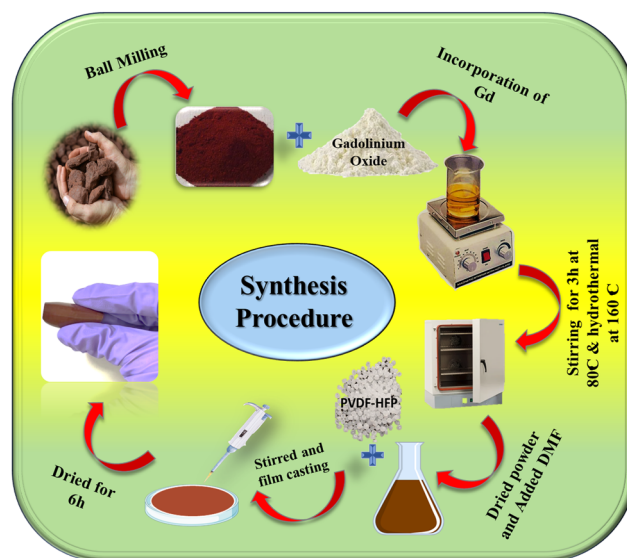 Ball Milling
Incorporation of
Gd
Gadolinium
Oxide
Synthesis
Procedure
Stirring for 3h at
80C & hydrothermal
at 160 C
PVDF-HFP
Dried powder
and Added DMF
Stirred and
film casting
Dried for
6h